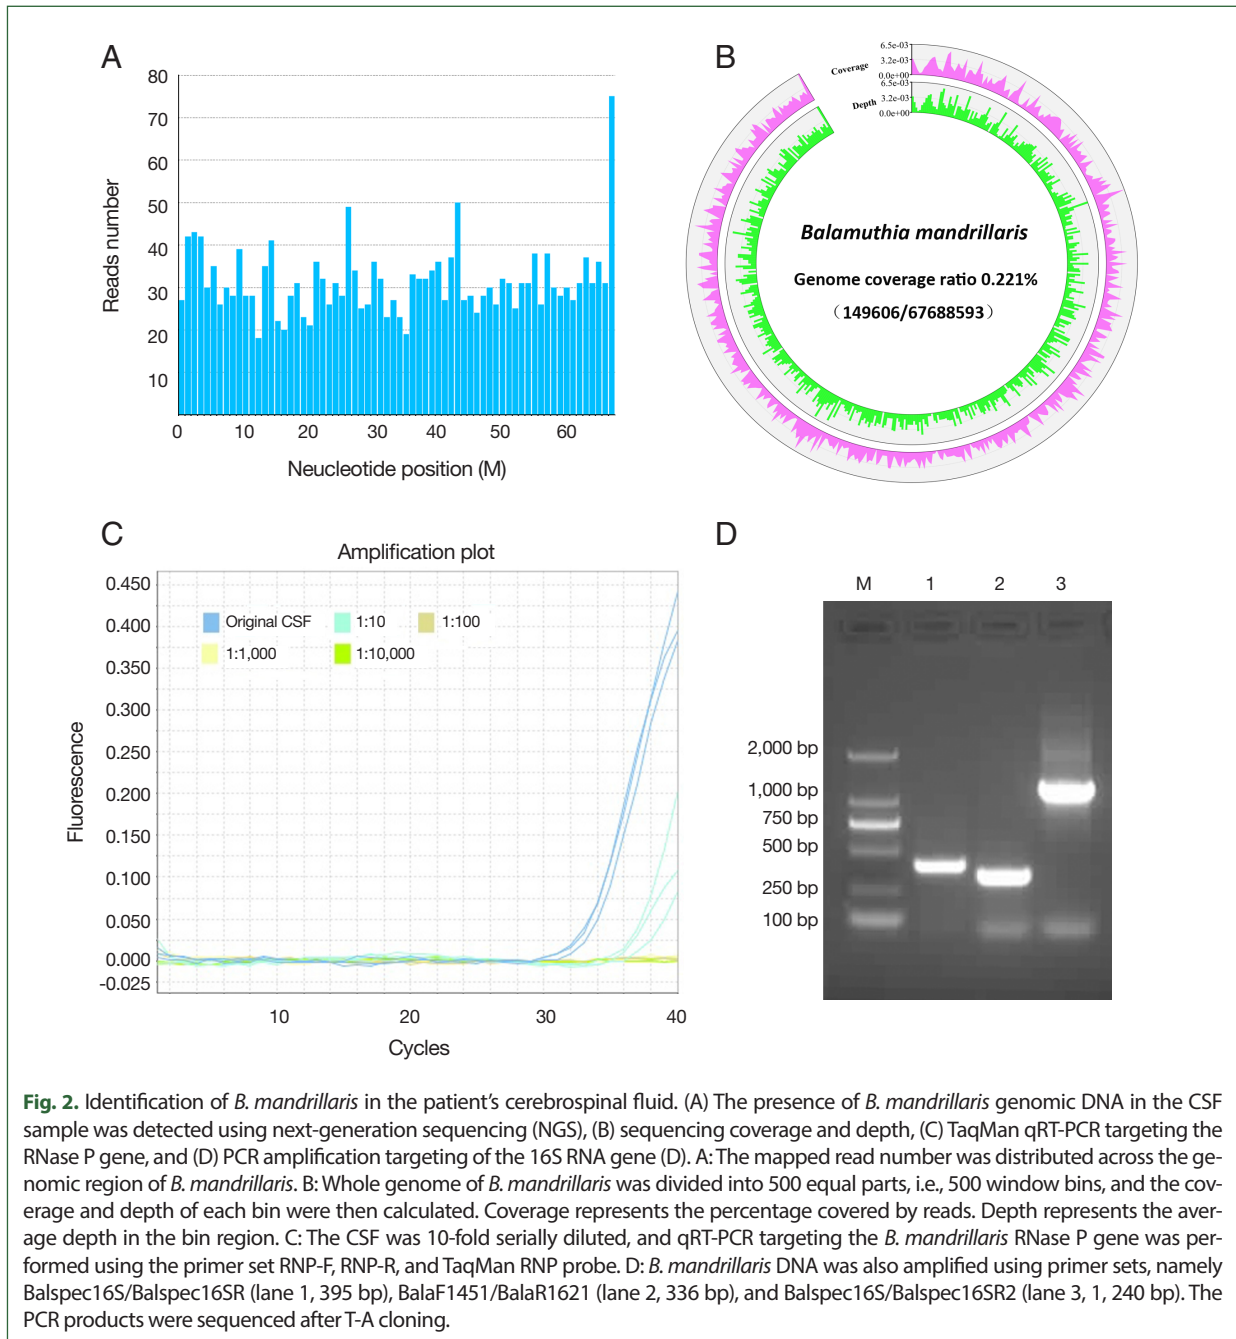 A
80
70
60
50
40
30
20
10
0 10 20 30 40 50 60
Reads number
Neucleotide position (M)
B
6.5e-03
3.2e-03
0.0e+00
Coverage
6.5e-03
3.2e-03
0.0e+00
Depth
Balamuthia mandrillaris
Genome coverage ratio 0.221%
（149606/67688593）
C
Amplification plot
0.450
0.400
0.350
0.300
0.250
0.200
0.150
0.100
0.050
0.000
-0.025
Original CSF 1:10 1:100
1:1,000 1:10,000
Fluorescence
10 20 30 40
Cycles
D
M 1 2 3
2,000 bp
1,000 bp
750 bp
500 bp
250 bp
100 bp
Fig. 2. Identification of B. mandrillaris in the patient's cerebrospinal fluid. (A) The presence of B. mandrillaris genomic DNA in the CSF
sample was detected using next-generation sequencing (NGS), (B) sequencing coverage and depth, (C) TaqMan qRT-PCR targeting the
RNase P gene, and (D) PCR amplification targeting of the 16S RNA gene (D). A: The mapped read number was distributed across the ge-
nomic region of B. mandrillaris. B: Whole genome of B. mandrillaris was divided into 500 equal parts, i.e., 500 window bins, and the cov-
erage and depth of each bin were then calculated. Coverage represents the percentage covered by reads. Depth represents the aver-
age depth in the bin region. C: The CSF was 10-fold serially diluted, and qRT-PCR targeting the B. mandrillaris RNase P gene was per-
formed using the primer set RNP-F, RNP-R, and TaqMan RNP probe. D: B. mandrillaris DNA was also amplified using primer sets, namely
Balspec16S/Balspec16SR (lane 1, 395 bp), BalaF1451/BalaR1621 (lane 2, 336 bp), and Balspec16S/Balspec16SR2 (lane 3, 1, 240 bp). The
PCR products were sequenced after T-A cloning.